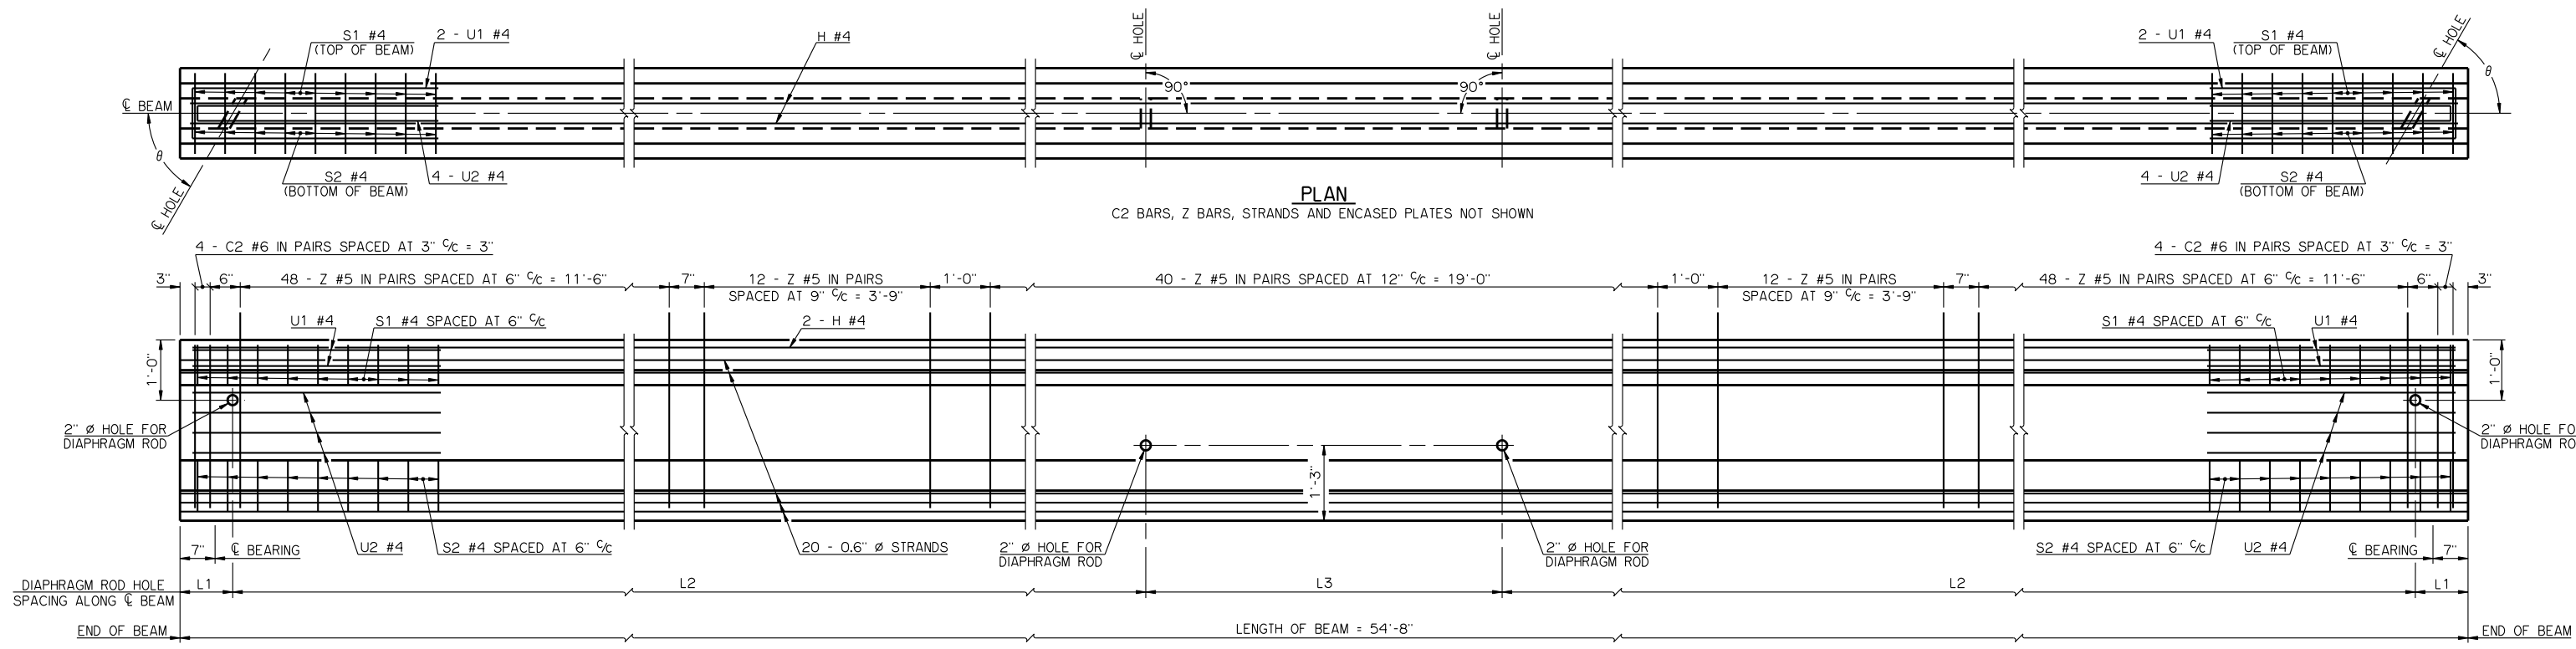 S1 #4
(TOP OF BEAM)
2 - U1 #4
H #4
℄ HOLE
℄ HOLE
2 - U1 #4
S1 #4
(TOP OF BEAM)
℄ HOLE
θ
℄ BEAM
90°
90°
θ
℄ HOLE
S2 #4
(BOTTOM OF BEAM)
4 - U2 #4
4 - U2 #4
S2 #4
(BOTTOM OF BEAM)
PLAN
C2 BARS, Z BARS, STRANDS AND ENCASED PLATES NOT SHOWN
4 - C2 #6 IN PAIRS SPACED AT 3" C/c = 3"
4 - C2 #6 IN PAIRS SPACED AT 3" C/c = 3"
3"
6"
48 - Z #5 IN PAIRS SPACED AT 6" C/c = 11'-6"
7"
12 - Z #5 IN PAIRS
SPACED AT 9" C/c = 3'-9"
1'-0"
40 - Z #5 IN PAIRS SPACED AT 12" C/c = 19'-0"
1'-0"
12 - Z #5 IN PAIRS
SPACED AT 9" C/c = 3'-9"
7"
48 - Z #5 IN PAIRS SPACED AT 6" C/c = 11'-6"
6"
3"
U1 #4
S1 #4 SPACED AT 6" C/c
2 - H #4
S1 #4 SPACED AT 6" C/c
U1 #4
1'-0"
1'-0"
2" Ø HOLE FOR
DIAPHRAGM ROD
1'-3"
2" Ø HOLE FO
DIAPHRAGM RO
7"
℄ BEARING
U2 #4
S2 #4 SPACED AT 6" C/c
20 - 0.6" Ø STRANDS
2" Ø HOLE FOR
DIAPHRAGM ROD
2" Ø HOLE FOR
DIAPHRAGM ROD
S2 #4 SPACED AT 6" C/c
U2 #4
℄ BEARING
7"
DIAPHRAGM ROD HOLE
SPACING ALONG ℄ BEAM
L1
L2
L3
L2
L1
END OF BEAM
LENGTH OF BEAM = 54'-8"
END OF BEAM